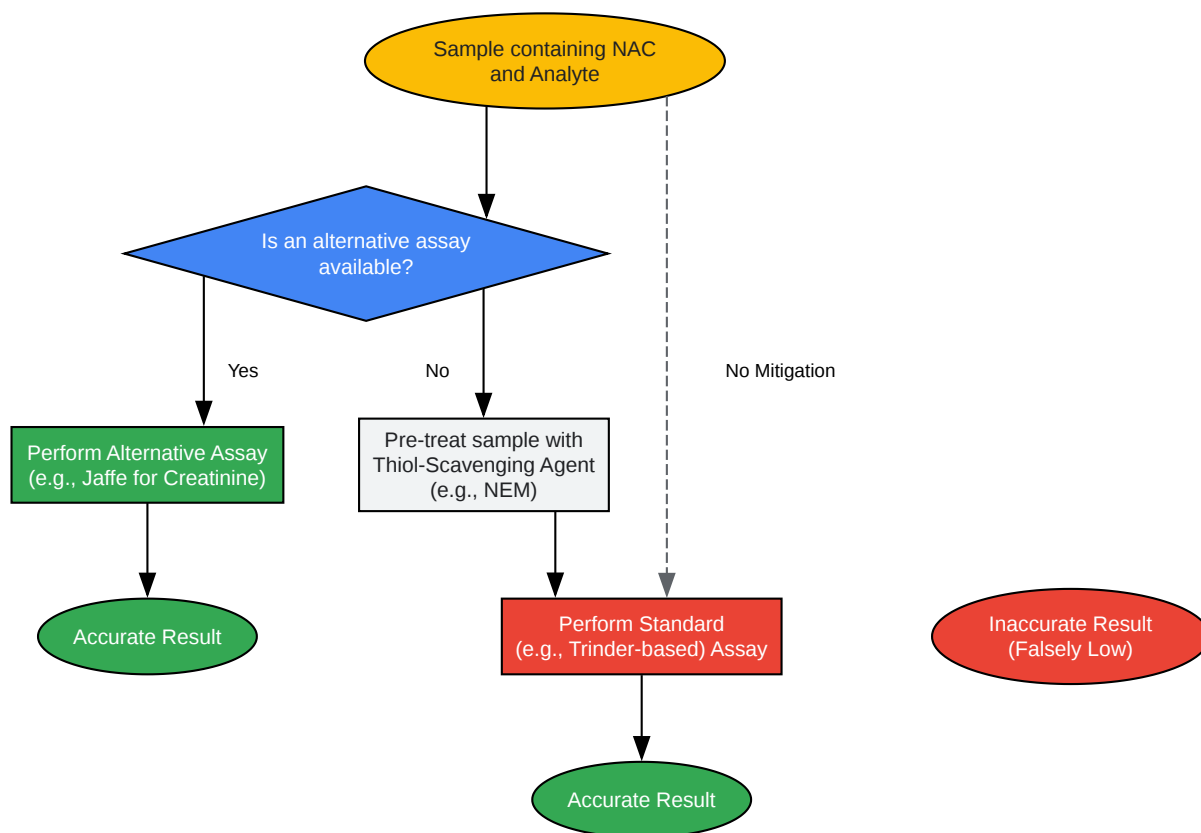 Sample containing NAC
and Analyte
Is an alternative assay
available?
Yes
No
No Mitigation
Perform Alternative Assay
(e.g., Jaffe for Creatinine)
Pre-treat sample with
Thiol-Scavenging Agent
(e.g., NEM)
Accurate Result
Perform Standard
(e.g., Trinder-based) Assay
Inaccurate Result
(Falsely Low)
Accurate Result